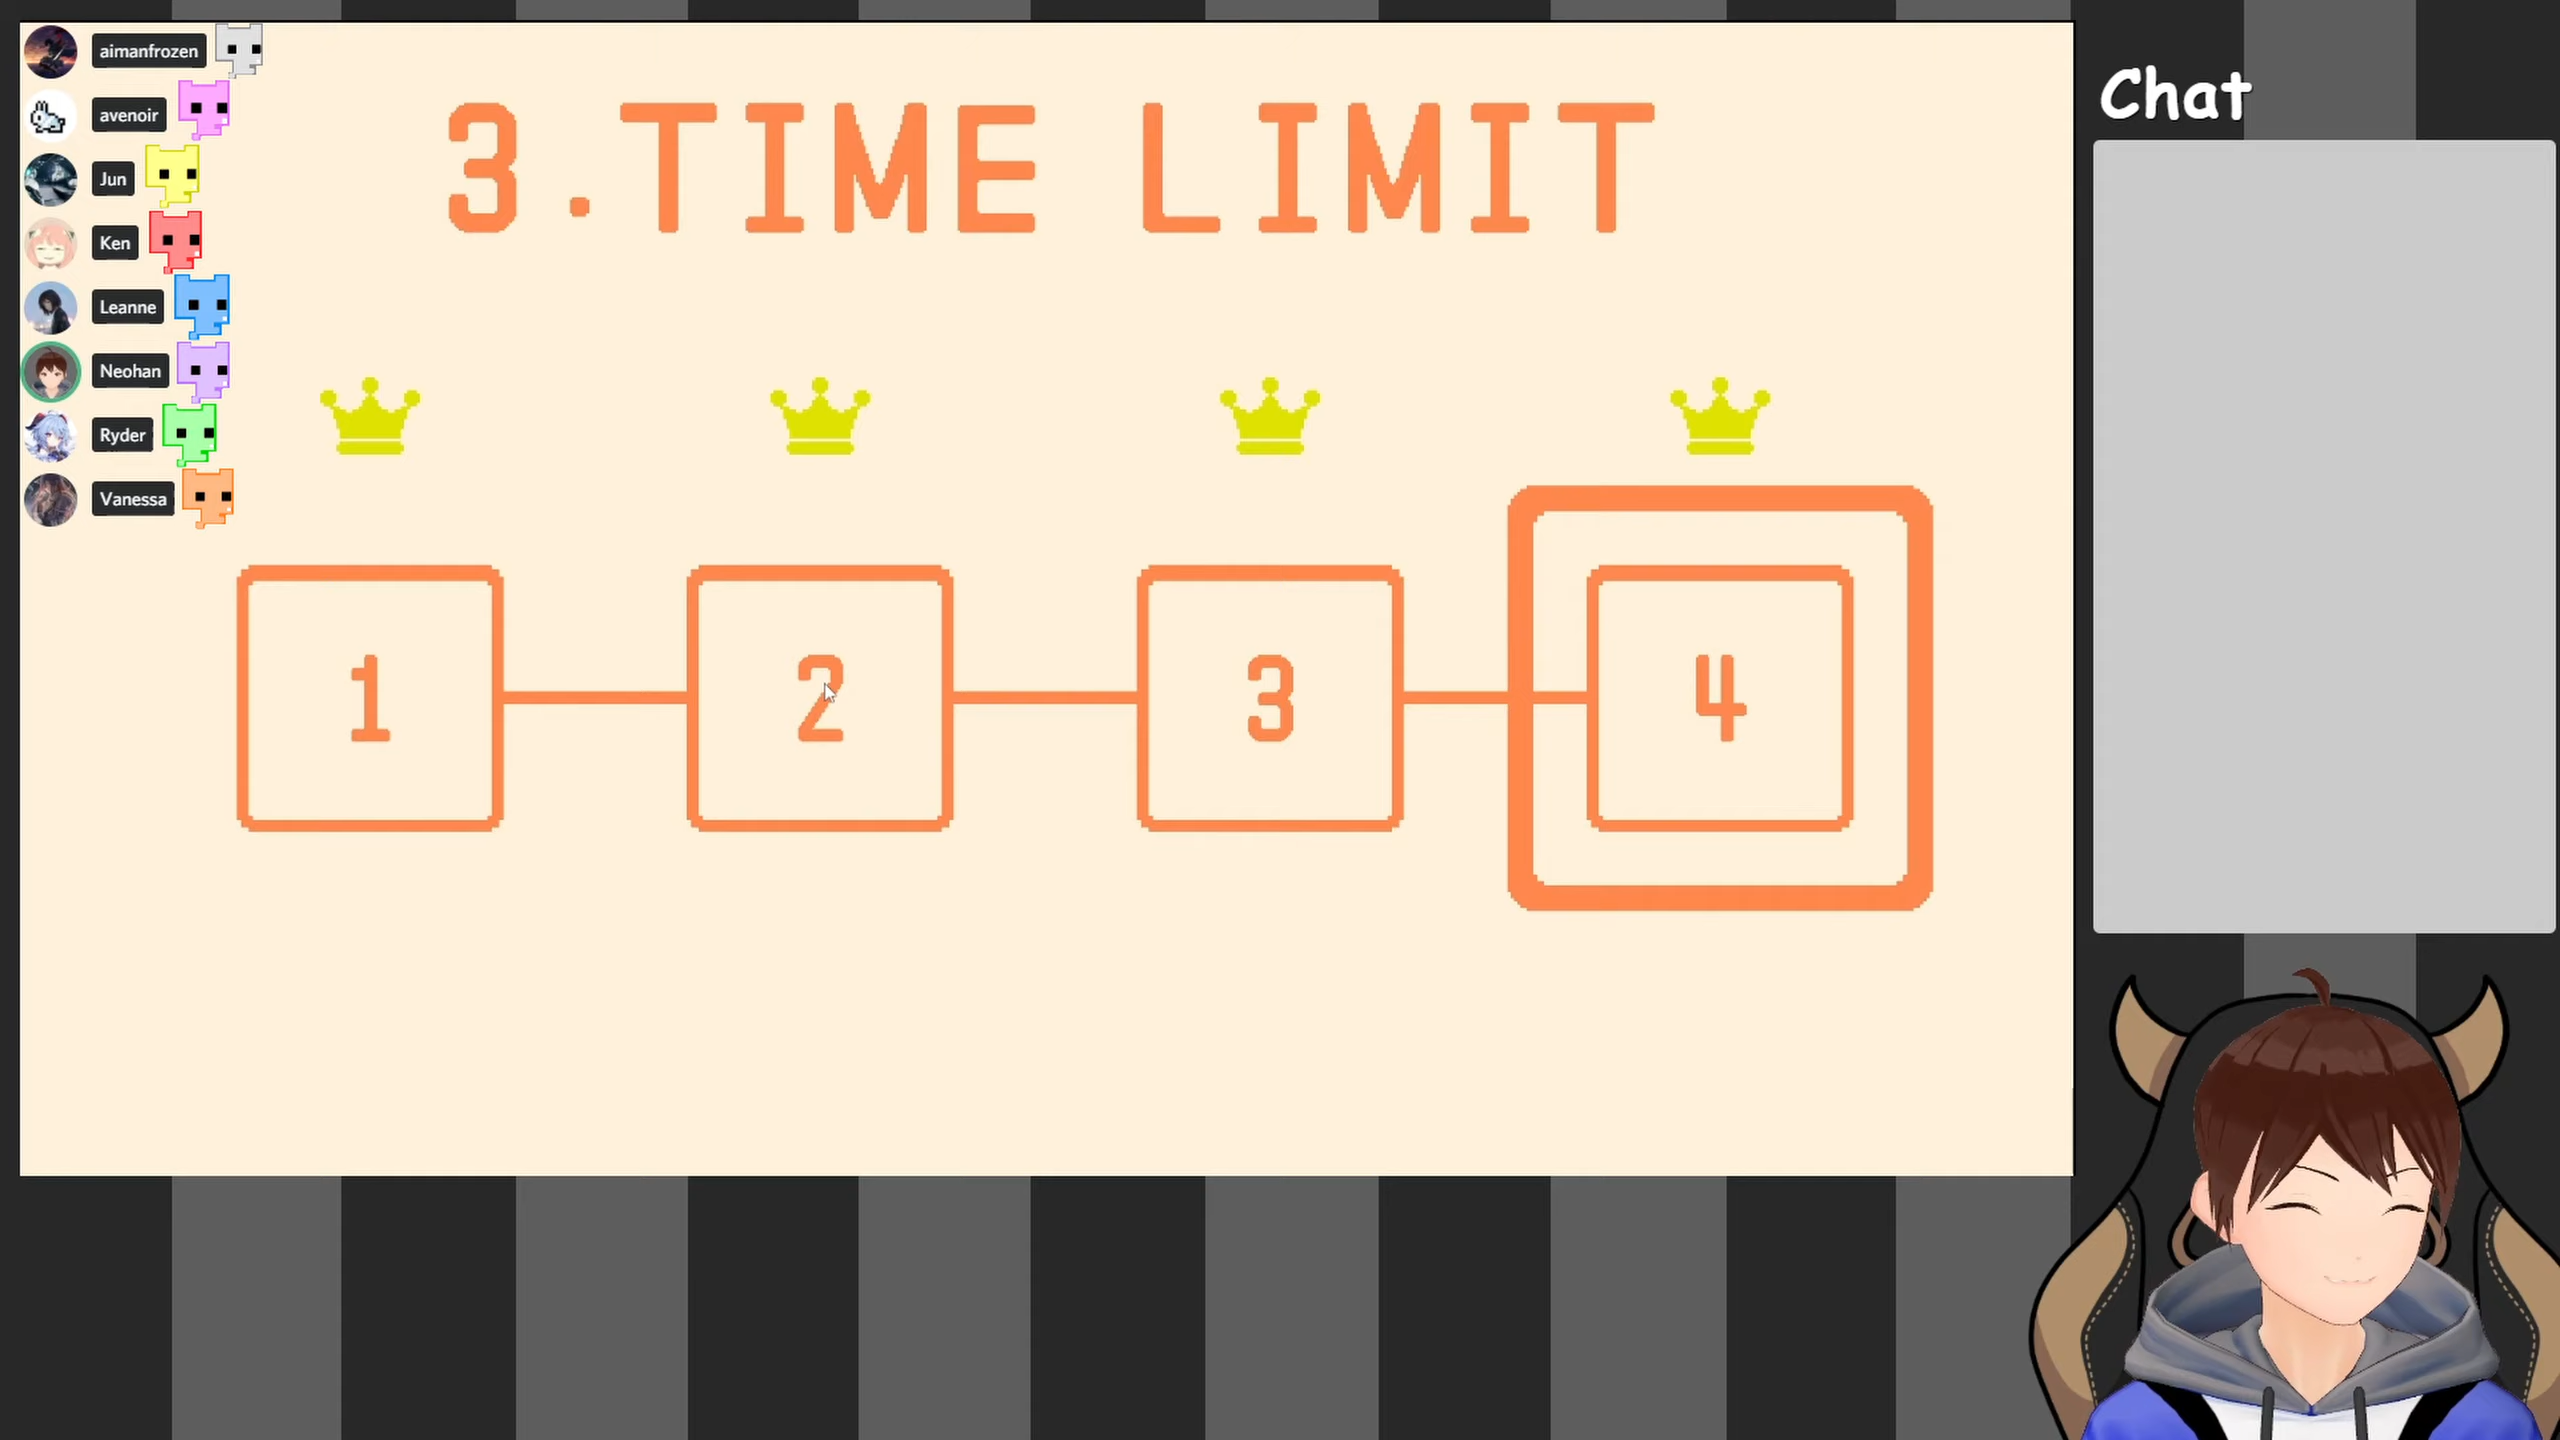 aimanfrozen
avenoir
Jun
Ken
Leanne
Neohan
Ryder
Vanessa
3.TIME LIMIT
1
2
3
4
Chat